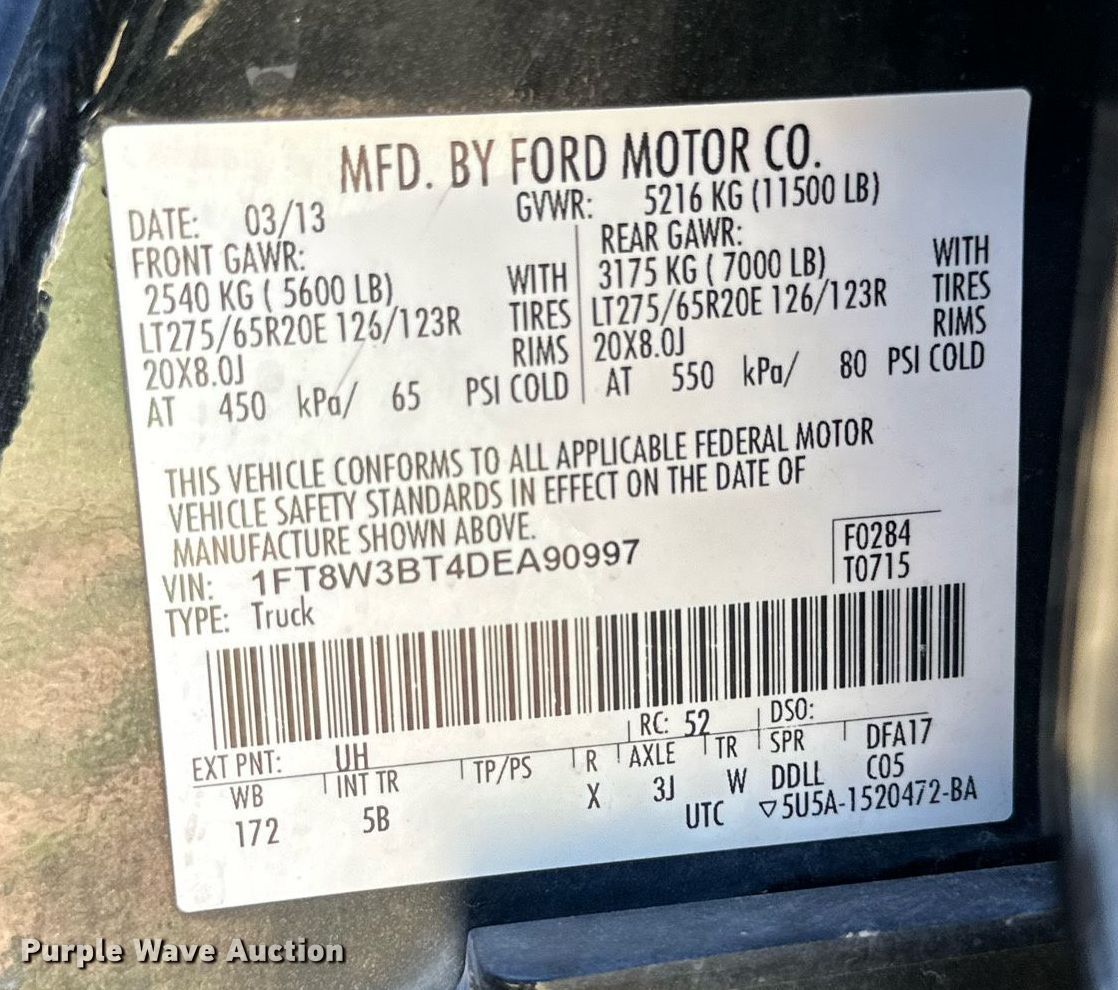 MFD. BY FORD MOTOR CO.
DATE: 03/13 GVWR: 5216 KG (11500 LB)
FRONT GAWR: REAR GAWR:
2540 KG ( 5600 LB) WITH 3175 KG ( 7000 LB) WITH
LT275/65R20E 126/123R TIRES LT275/65R20E 126/123R TIRES
20X8.0J RIMS 20X8.0J RIMS
AT 450 kPa/ 65 PSI COLD AT 550 kPa/ 80 PSI COLD
THIS VEHICLE CONFORMS TO ALL APPLICABLE FEDERAL MOTOR
VEHICLE SAFETY STANDARDS IN EFFECT ON THE DATE OF
MANUFACTURE SHOWN ABOVE.
VIN: 1FT8W3BT4DEA90997
F0284
T0715
TYPE: Truck
EXT PNT: UH RC: 52 DSO:
WB INT TR TP/PS R AXLE TR SPR DFA17
172 5B X 3J W DDLL C05
UTC ▽5U5A-1520472-BA
Purple Wave Auction